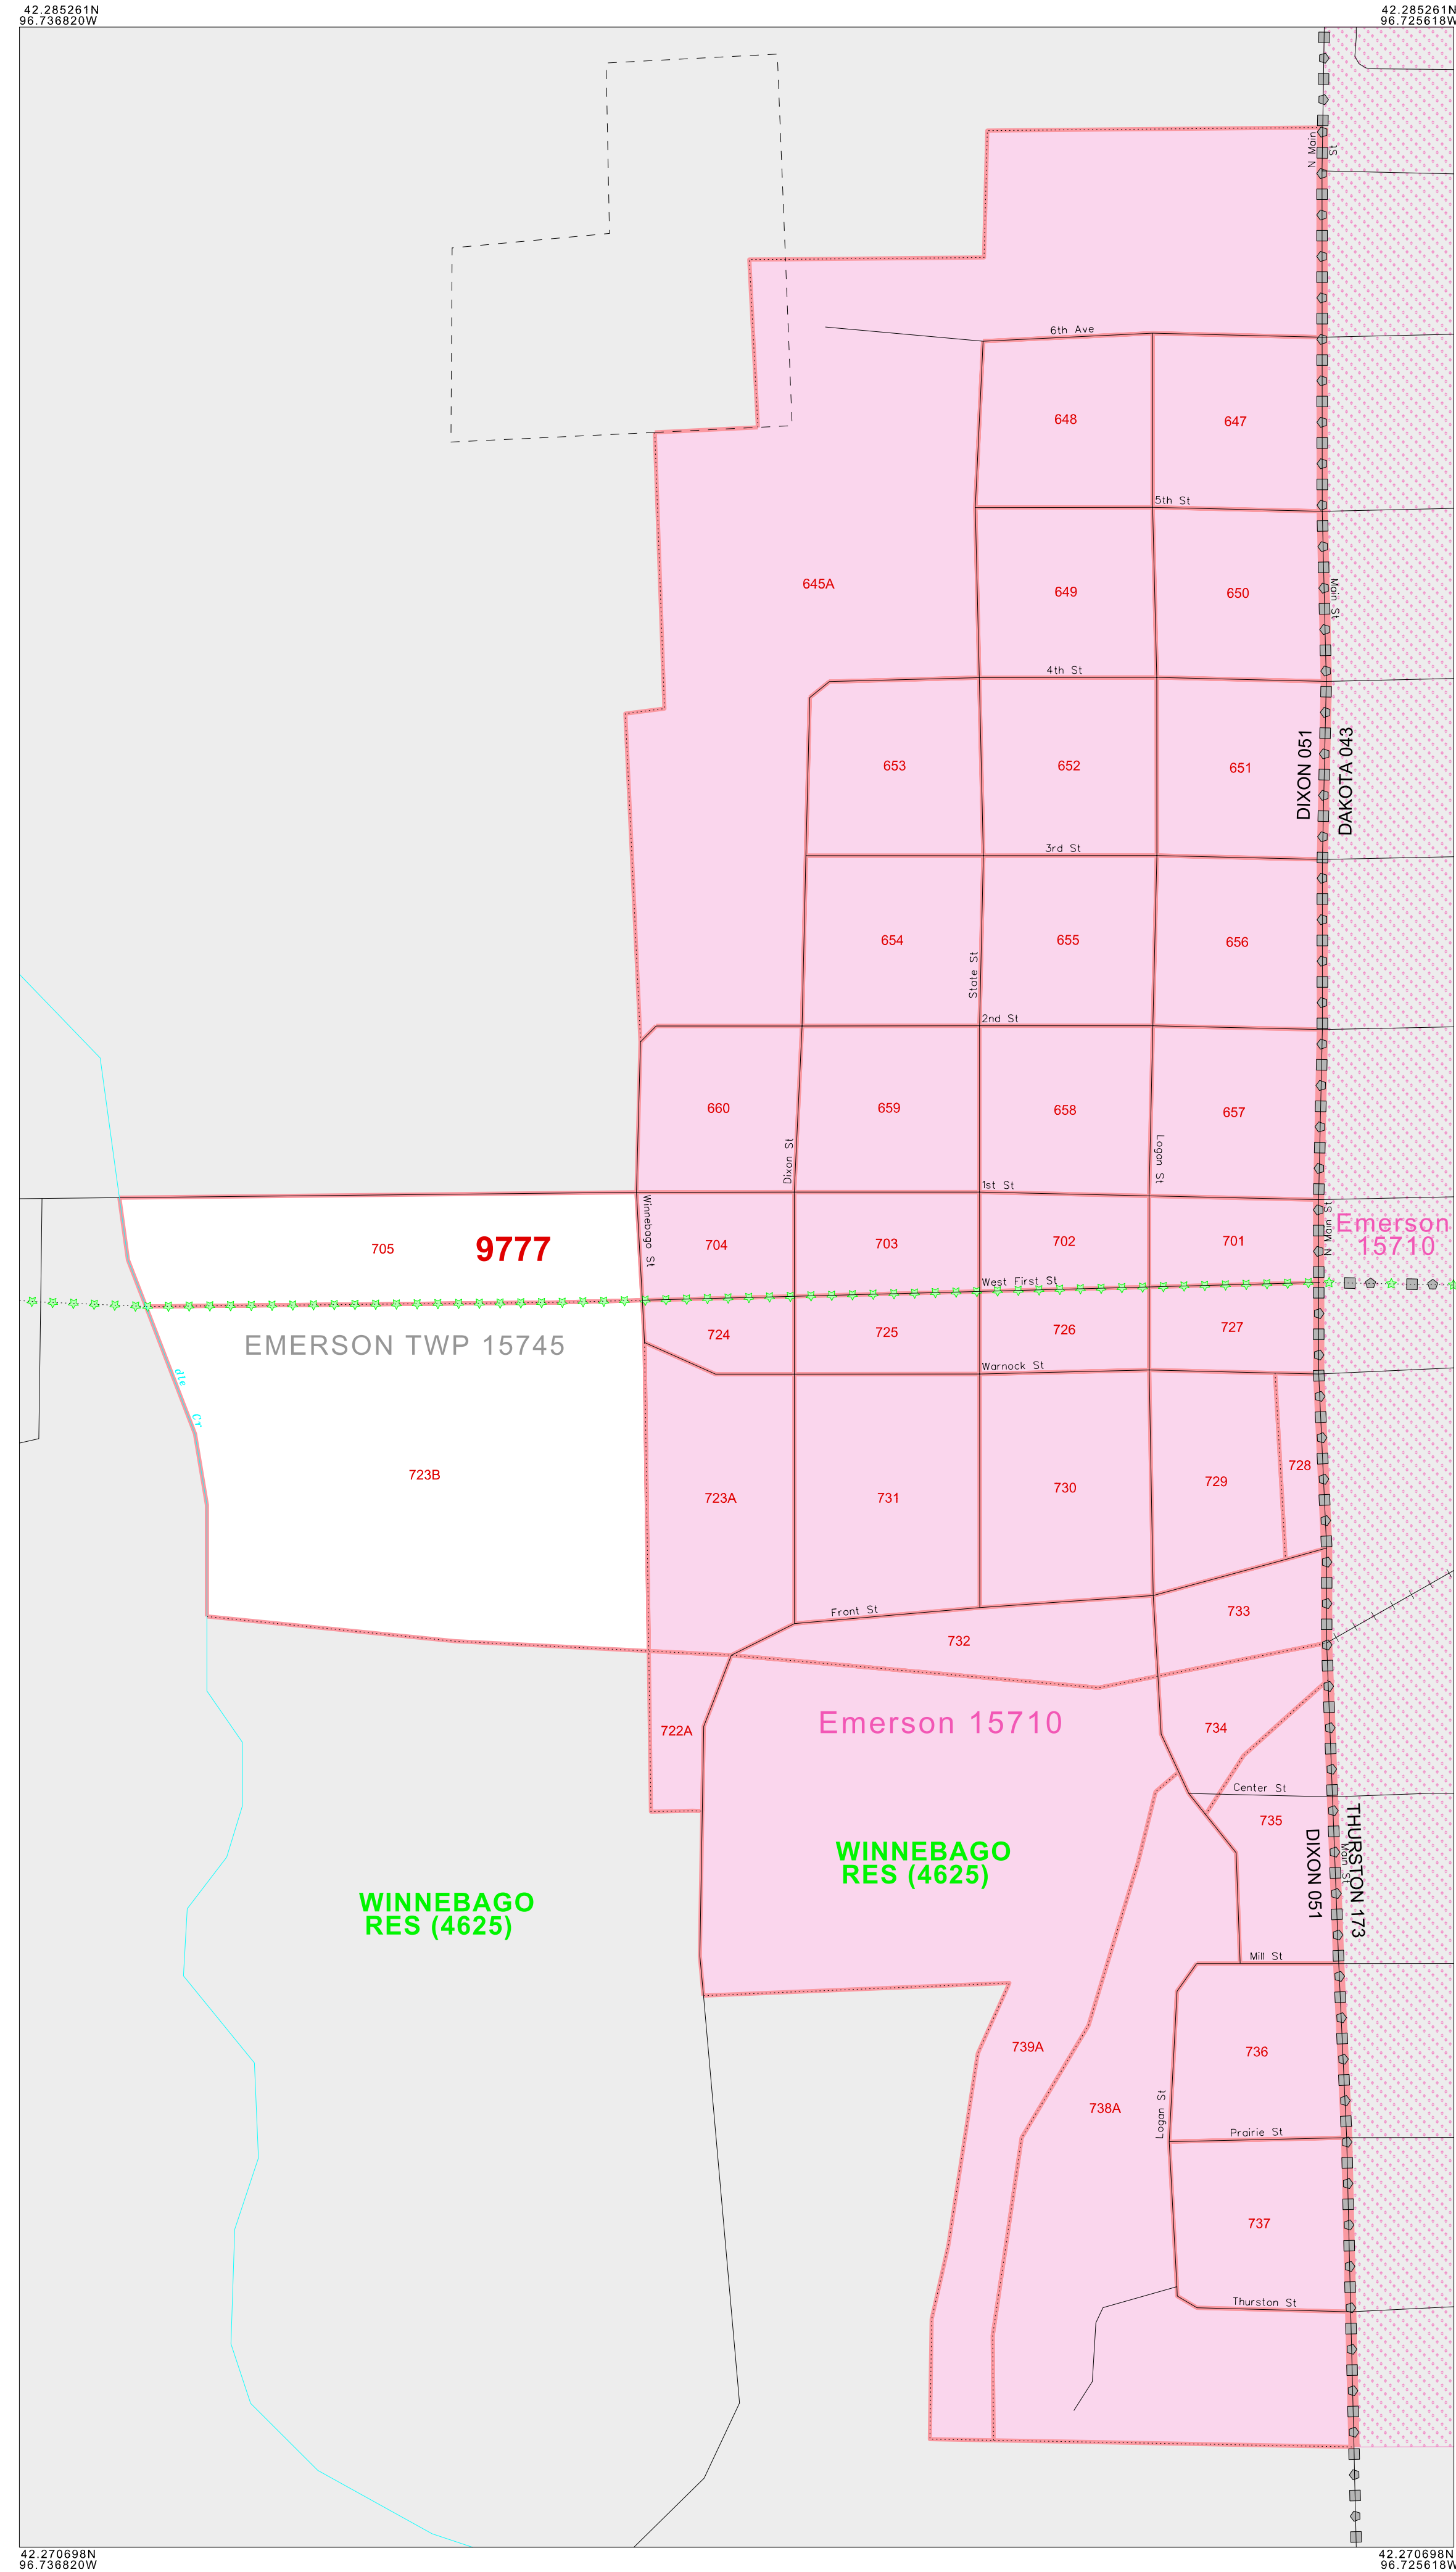 42.285261N
96.736820W
42.285261N
96.725618W
N Main St
6th Ave
648
647
5th St
645A
649
650
Main St
4th St
DIXON 051
DAKOTA 043
653
652
651
3rd St
654
655
656
State St
2nd St
660
659
658
657
Dixon St
Logan St
1st St
Winnebago St
N Main St
Emerson
15710
705
9777
704
703
702
701
West First St
EMERSON TWP 15745
724
725
726
727
Warnock St
dle Cr
723B
723A
731
730
729
728
Front St
732
733
Emerson 15710
722A
734
Center St
735
THURSTON 173
DIXON 051
Main St
WINNEBAGO
RES (4625)
WINNEBAGO
RES (4625)
Mill St
739A
736
738A
Logan St
Prairie St
737
Thurston St
42.270698N
96.736820W
42.270698N
96.725618W